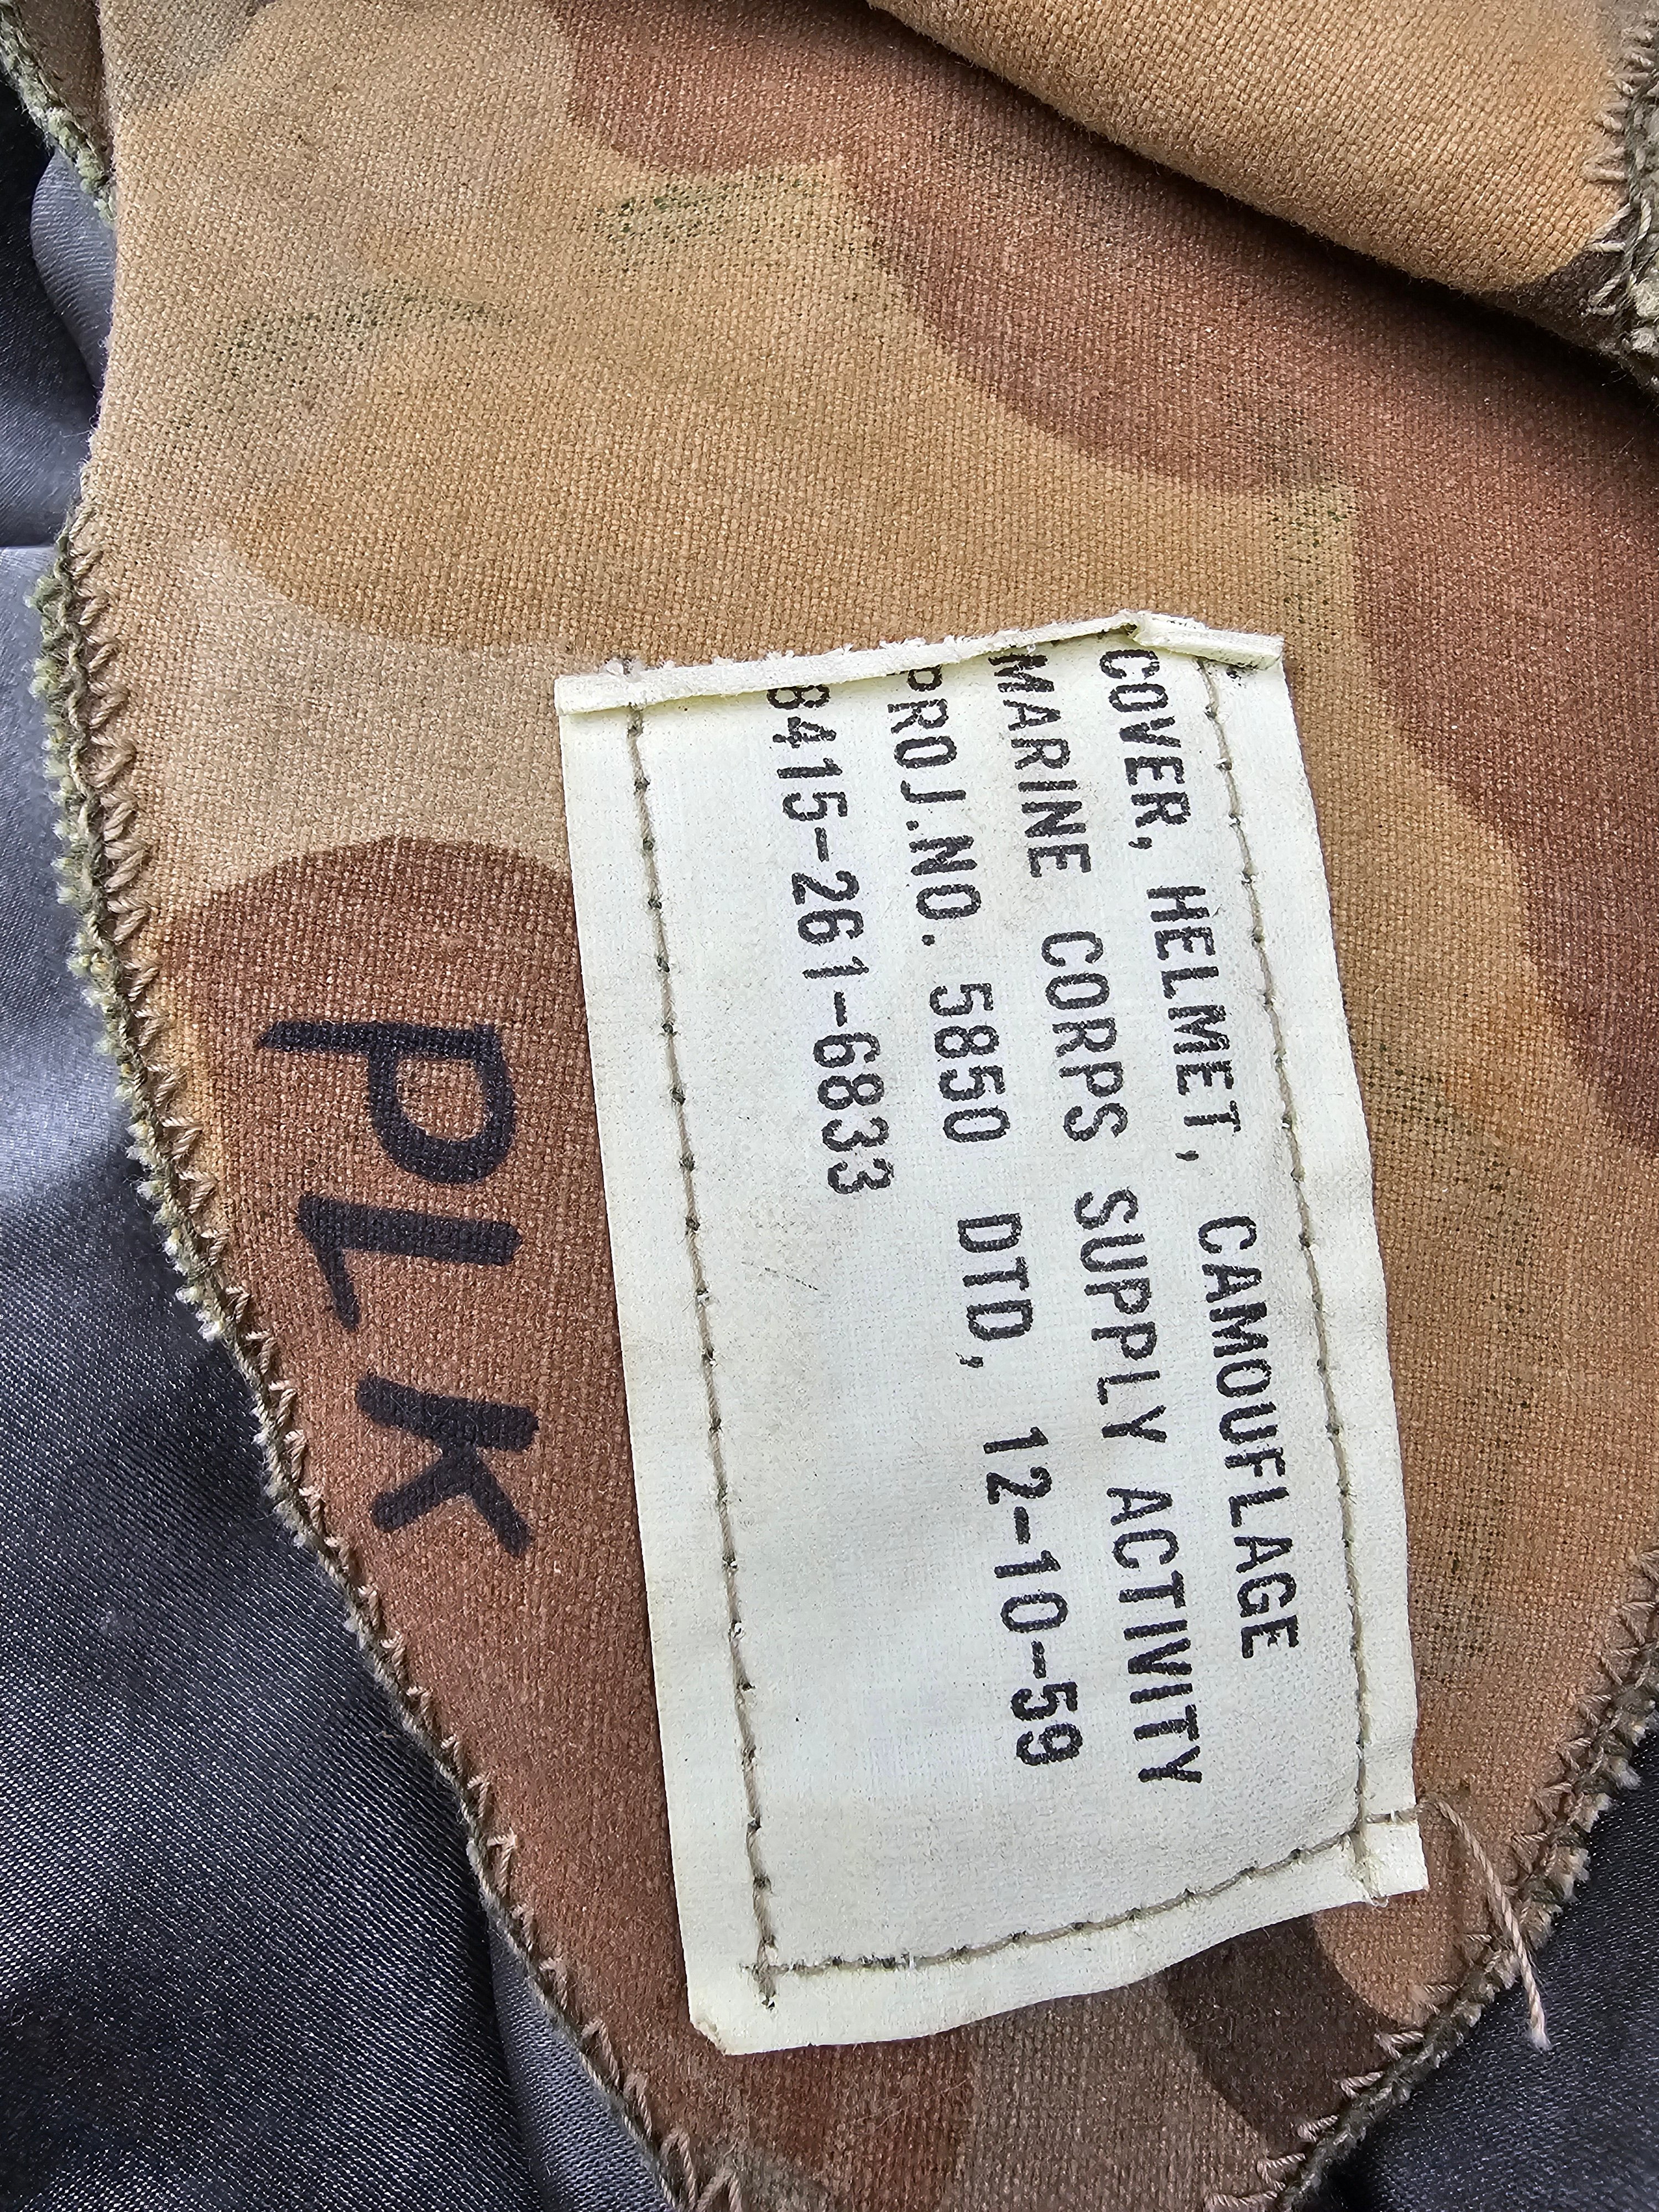 COVER, HELMET, CAMOUFLAGE
MARINE CORPS SUPPLY ACTIVITY
PROJ.NO. 5850 DTD, 12-10-59
8415-261-6833
PLK